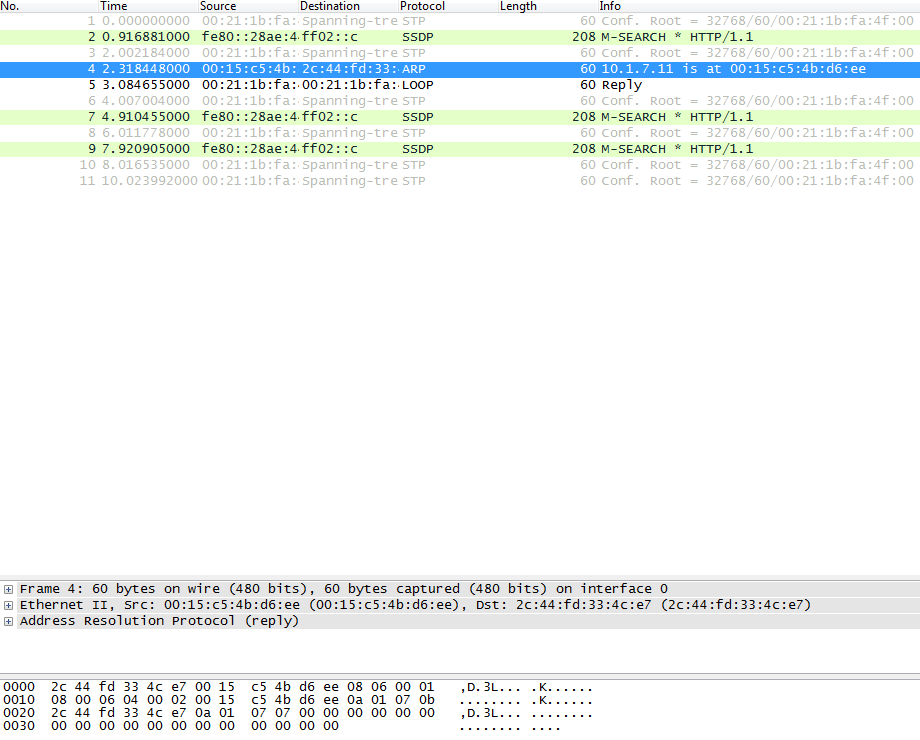 No. Time Source Destination Protocol Length Info
1 0.000000000 00:21:1b:fa: Spanning-tre STP 60 Conf. Root = 32768/60/00:21:1b:fa:4f:00
2 0.916881000 fe80::28ae:4 ff02::c SSDP 208 M-SEARCH * HTTP/1.1
3 2.002184000 00:21:1b:fa: Spanning-tre STP 60 Conf. Root = 32768/60/00:21:1b:fa:4f:00
4 2.318448000 00:15:c5:4b: 2c:44:fd:33: ARP 60 10.1.7.11 is at 00:15:c5:4b:d6:ee
5 3.084655000 00:21:1b:fa: 00:21:1b:fa: LOOP 60 Reply
6 4.007004000 00:21:1b:fa: Spanning-tre STP 60 Conf. Root = 32768/60/00:21:1b:fa:4f:00
7 4.910455000 fe80::28ae:4 ff02::c SSDP 208 M-SEARCH * HTTP/1.1
8 6.011778000 00:21:1b:fa: Spanning-tre STP 60 Conf. Root = 32768/60/00:21:1b:fa:4f:00
9 7.920905000 fe80::28ae:4 ff02::c SSDP 208 M-SEARCH * HTTP/1.1
10 8.016535000 00:21:1b:fa: Spanning-tre STP 60 Conf. Root = 32768/60/00:21:1b:fa:4f:00
11 10.023992000 00:21:1b:fa: Spanning-tre STP 60 Conf. Root = 32768/60/00:21:1b:fa:4f:00
Frame 4: 60 bytes on wire (480 bits), 60 bytes captured (480 bits) on interface 0
Ethernet II, Src: 00:15:c5:4b:d6:ee (00:15:c5:4b:d6:ee), Dst: 2c:44:fd:33:4c:e7 (2c:44:fd:33:4c:e7)
Address Resolution Protocol (reply)
0000 2c 44 fd 33 4c e7 00 15 c5 4b d6 ee 08 06 00 01 ,D.3L... .K......
0010 08 00 06 04 00 02 00 15 c5 4b d6 ee 0a 01 07 0b ........ .K......
0020 2c 44 fd 33 4c e7 0a 01 07 07 00 00 00 00 00 00 ,D.3L... ........
0030 00 00 00 00 00 00 00 00 00 00 00 00 ........ ....